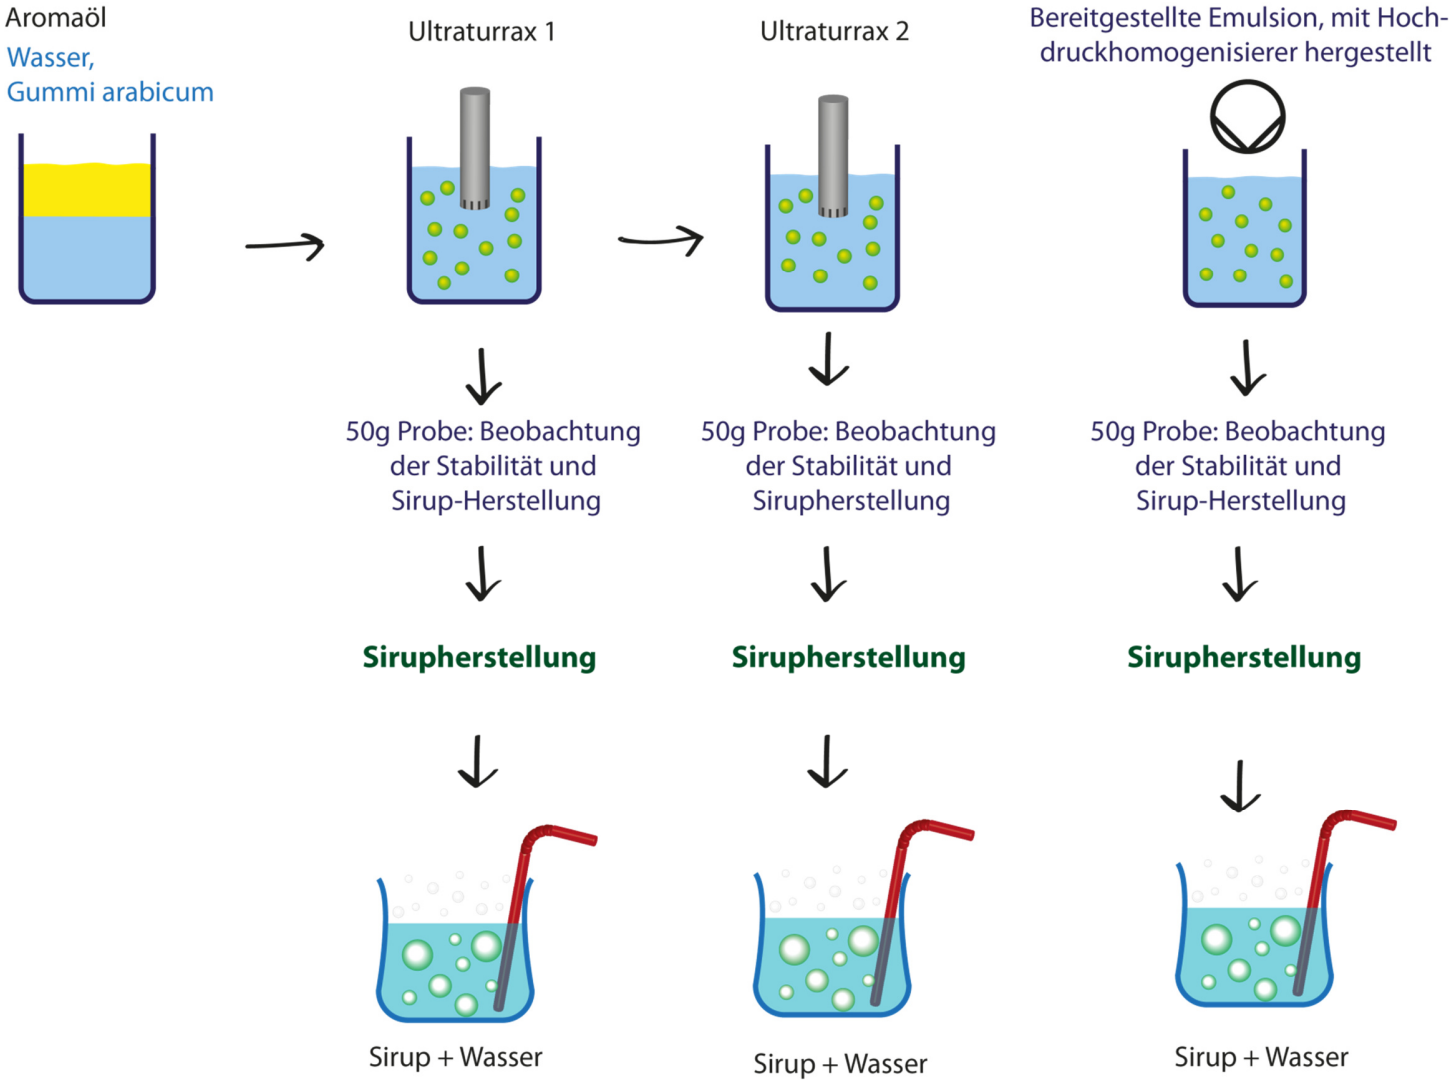 Aromaöl
Wasser,
Gummi arabicum
Ultraturrax 1
Ultraturrax 2
Bereitgestellte Emulsion, mit Hoch-
druckhomogenisierer hergestellt
50g Probe: Beobachtung
der Stabilität und
Sirup-Herstellung
50g Probe: Beobachtung
der Stabilität und
Sirupherstellung
50g Probe: Beobachtung
der Stabilität und
Sirup-Herstellung
Sirupherstellung
Sirupherstellung
Sirupherstellung
Sirup + Wasser
Sirup + Wasser
Sirup + Wasser